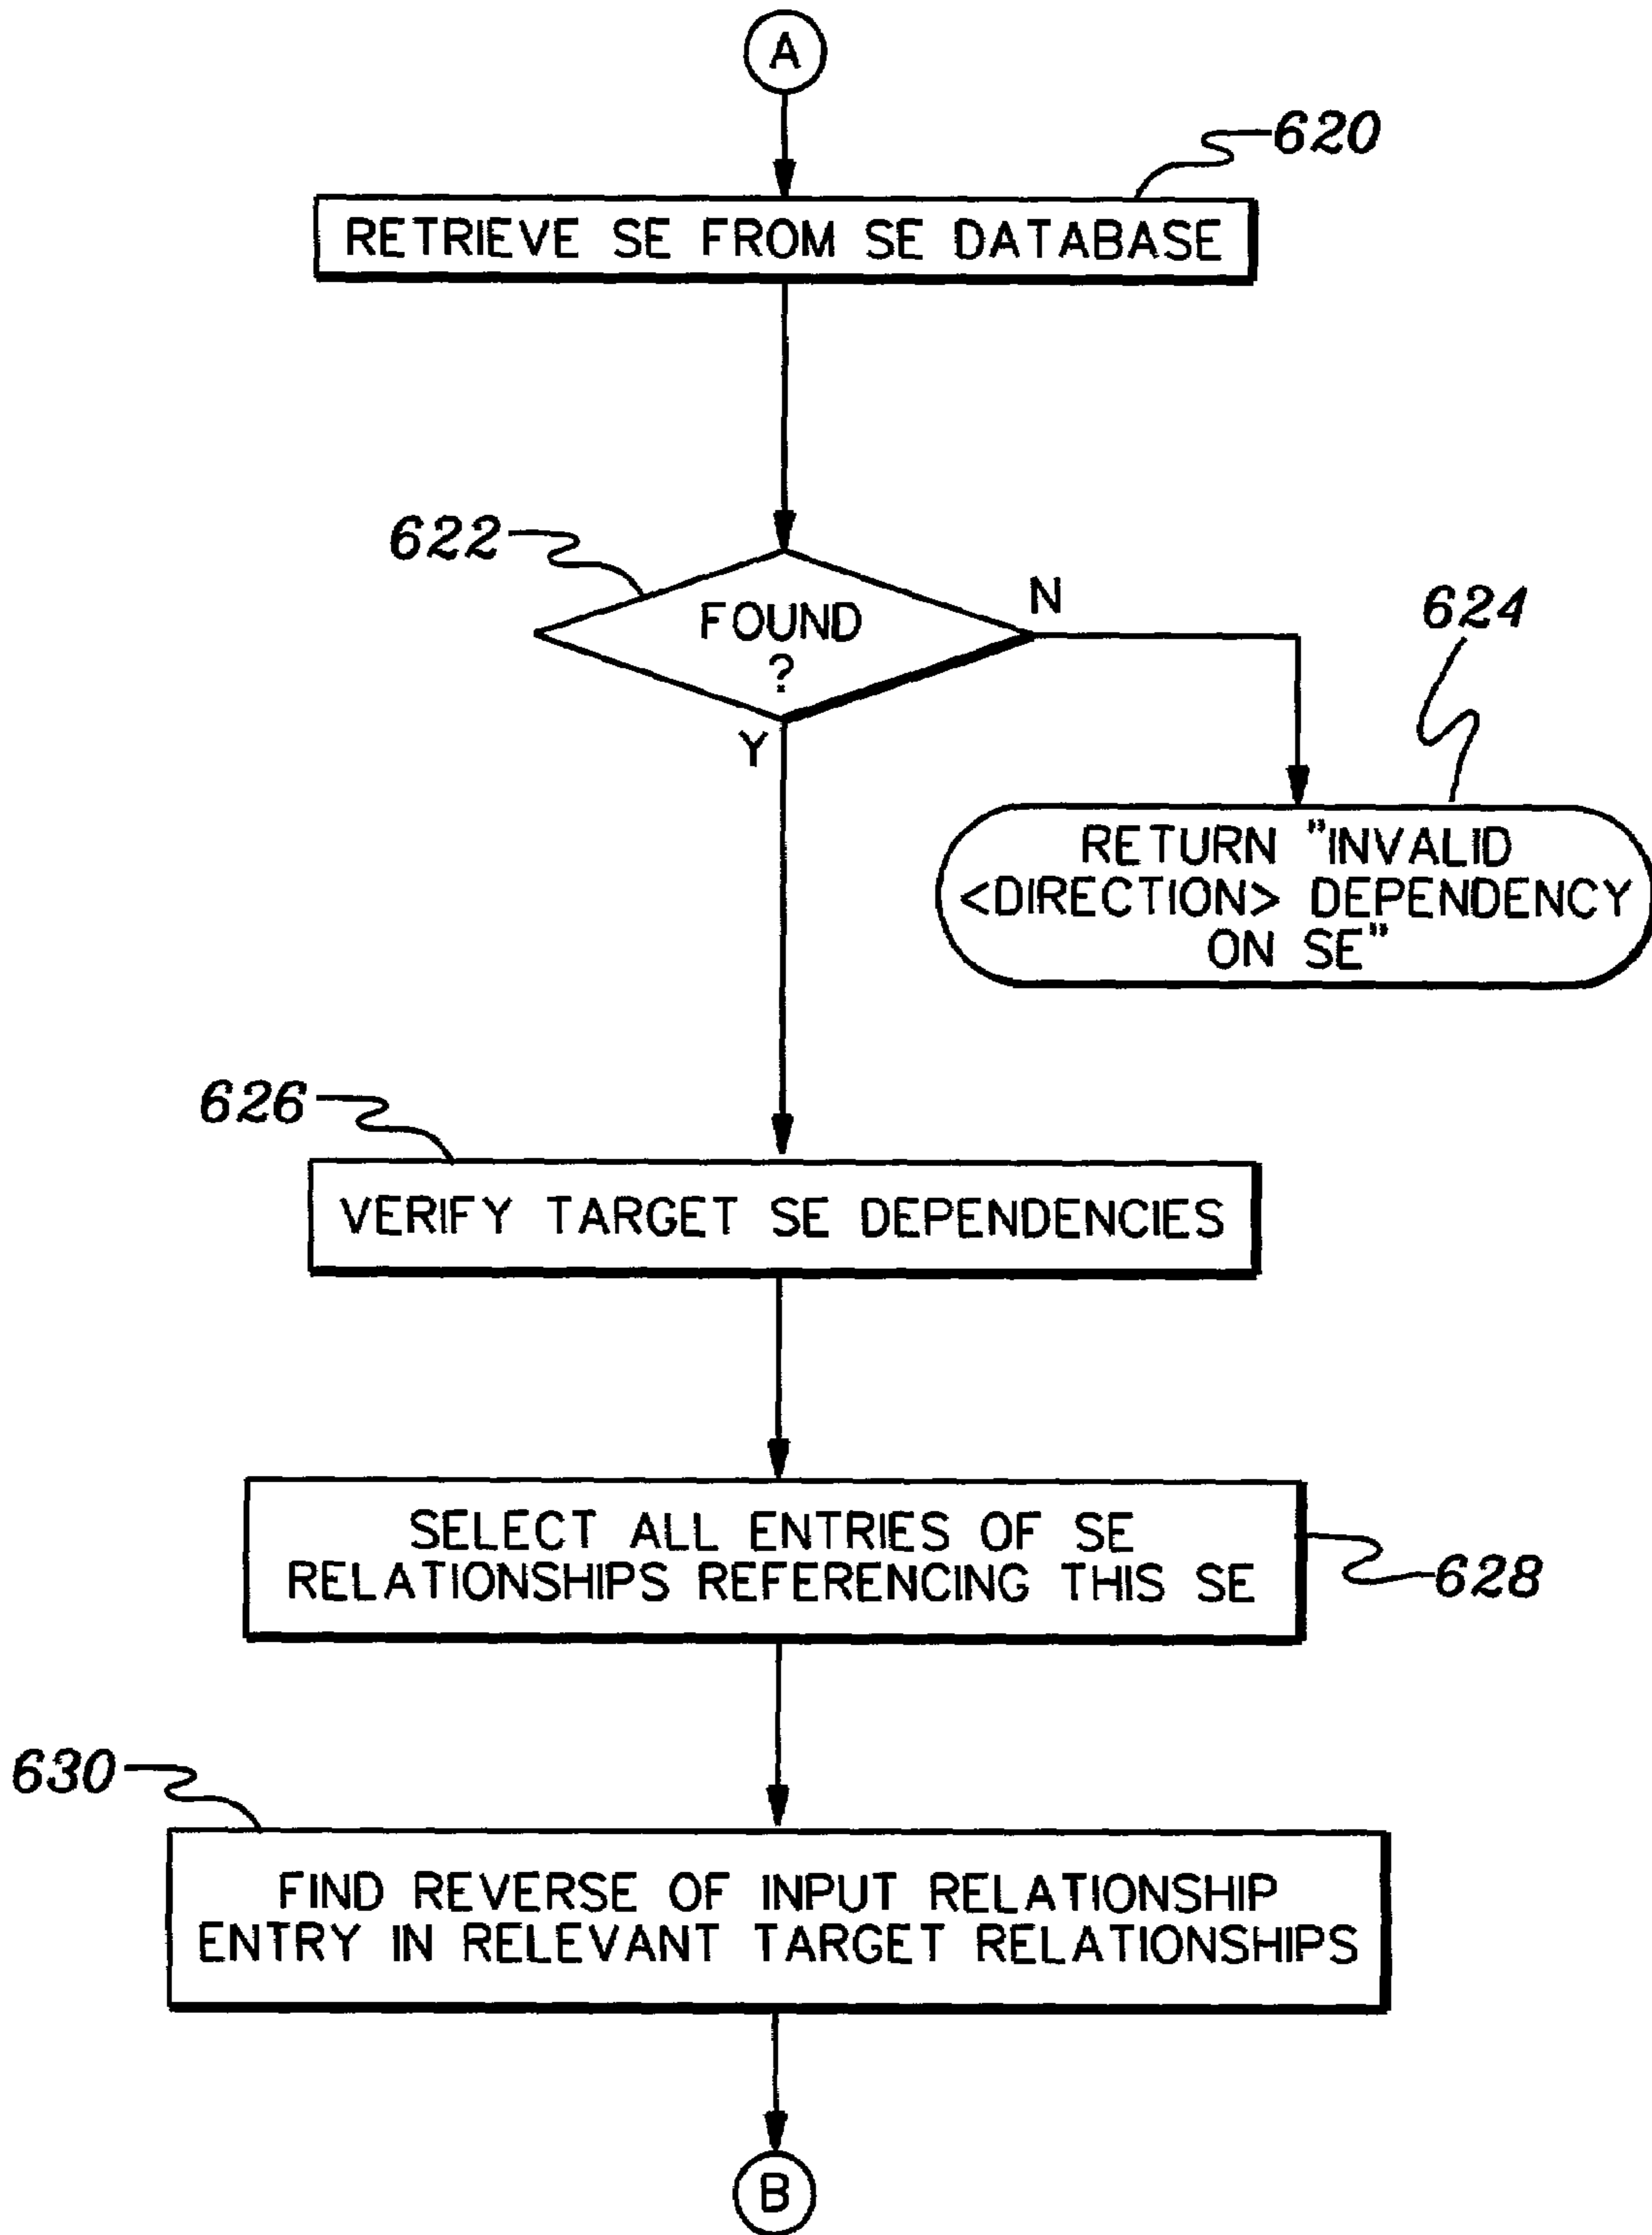 A
620
RETRIEVE SE FROM SE DATABASE
622
FOUND
?
N
Y
624
RETURN "INVALID
<DIRECTION> DEPENDENCY
ON SE"
626
VERIFY TARGET SE DEPENDENCIES
SELECT ALL ENTRIES OF SE
RELATIONSHIPS REFERENCING THIS SE
628
630
FIND REVERSE OF INPUT RELATIONSHIP
ENTRY IN RELEVANT TARGET RELATIONSHIPS
B